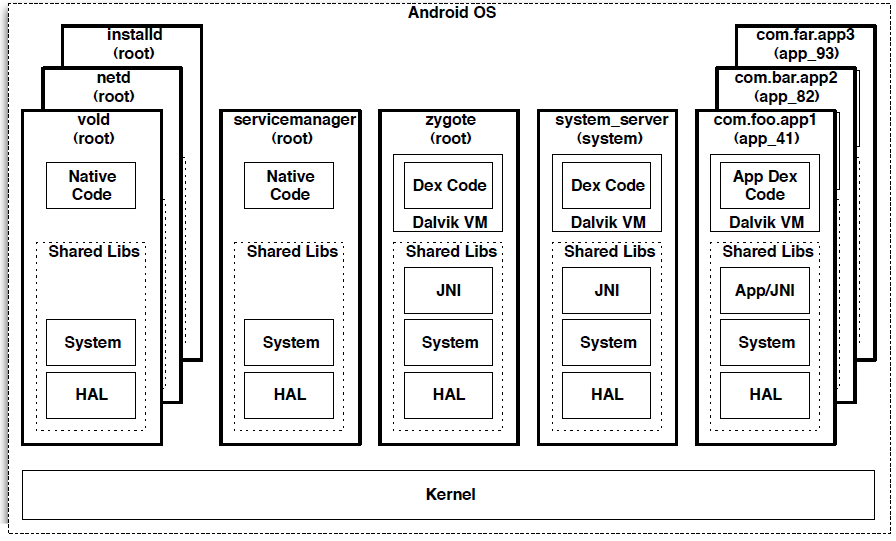 Android OS
installd
(root)
netd
(root)
vold
(root)
Native
Code
Shared Libs
System
HAL
servicemanager
(root)
Native
Code
Shared Libs
System
HAL
zygote
(root)
Dex Code
Dalvik VM
Shared Libs
JNI
System
HAL
system_server
(system)
Dex Code
Dalvik VM
Shared Libs
JNI
System
HAL
com.far.app3
(app_93)
com.bar.app2
(app_82)
com.foo.app1
(app_41)
App Dex
Code
Dalvik VM
Shared Libs
App/JNI
System
HAL
Kernel